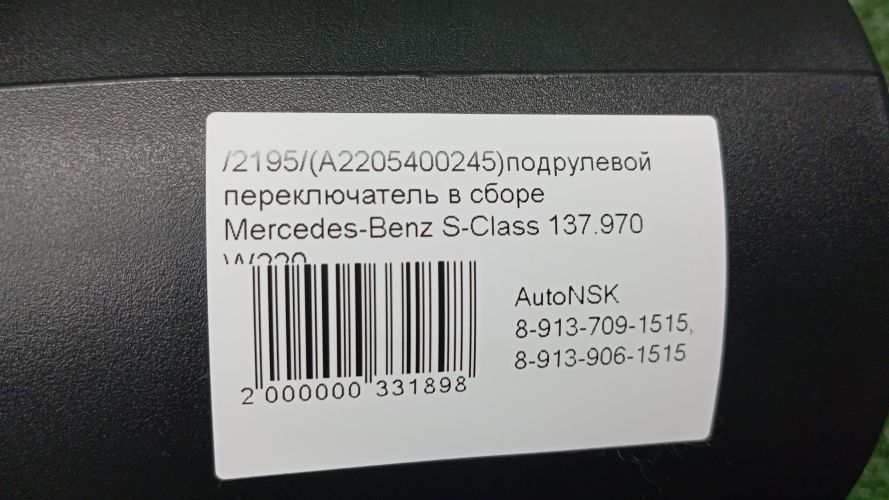 /2195/(A2205400245)подрулевой
переключатель в сборе
Mercedes-Benz S-Class 137.970
W220
AutoNSK
8-913-709-1515,
8-913-906-1515
2 000000 331898